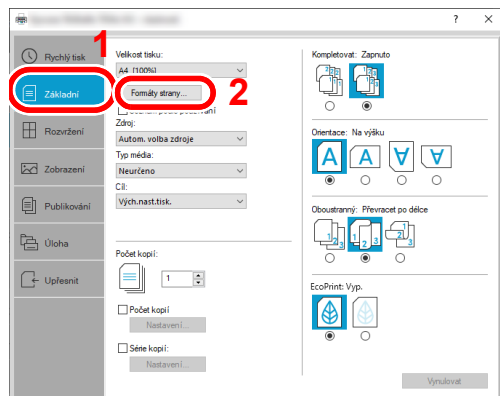 ?
1
Rychlý tisk
Základní
Rozvržení
Zobrazení
Publikování
Úloha
Upřesnit
Velikost tisku:
A4 [100%]
Formáty strany...
2
Zdroj:
Autom. volba zdroje
Typ média:
Neurčeno
Cíl:
Vých.nast.tisk.
Počet kopií:
1
Počet kopií
Nastavení...
Série kopií:
Nastavení...
Kompletovat: Zapnuto
Orientace: Na výšku
A A A A
Oboustranný: Převracet po délce
EcoPrint: Vyp.
Vynulovat